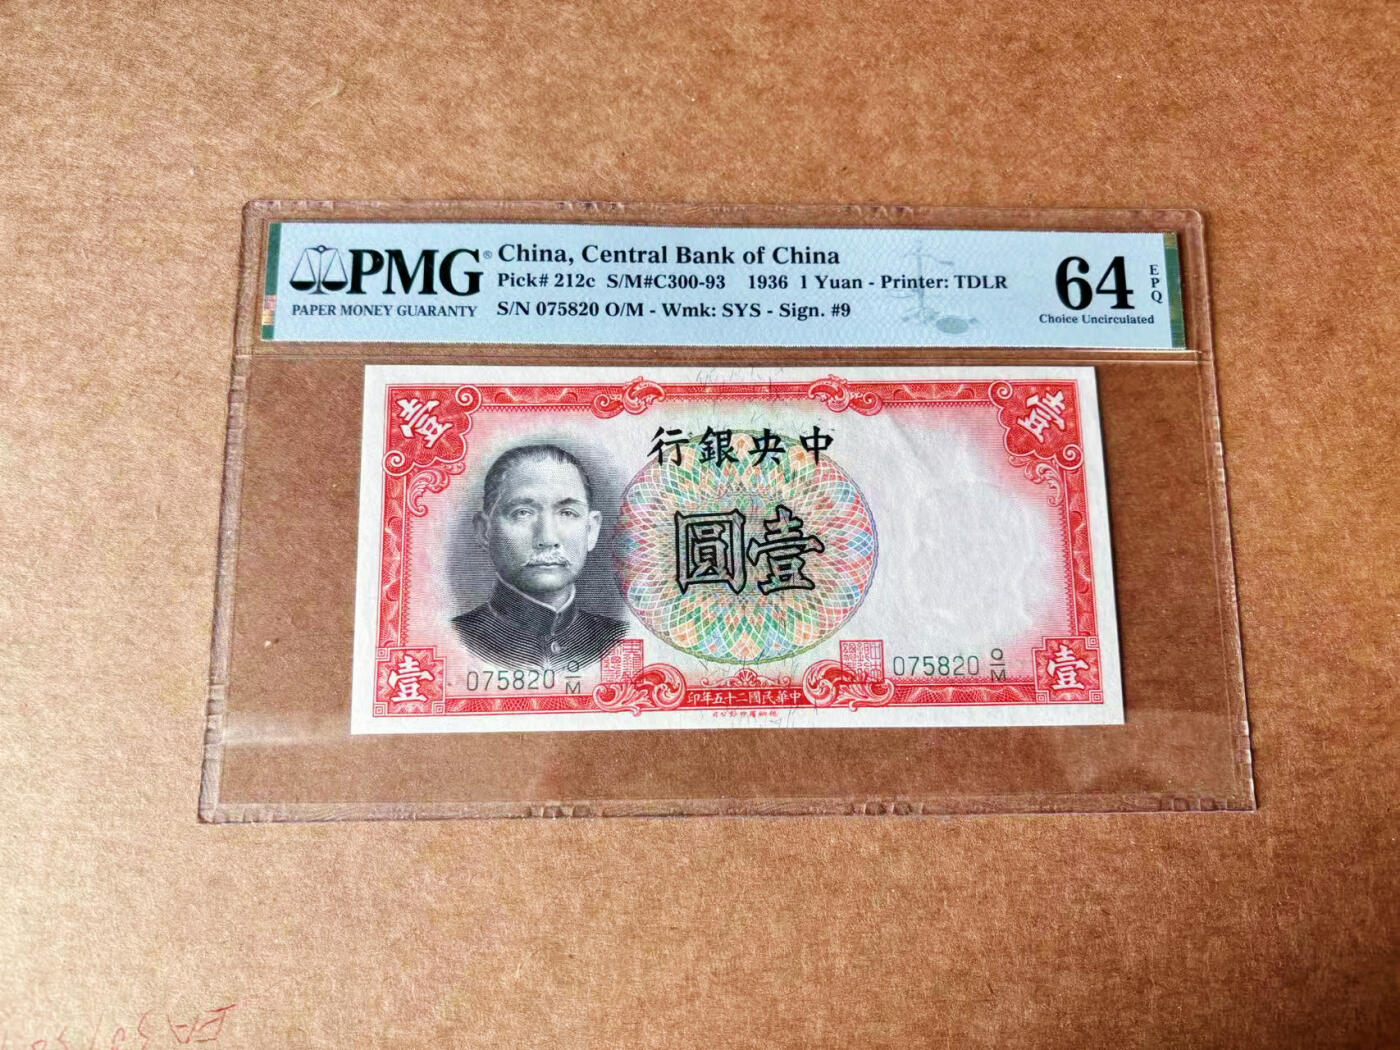 PMG®
PAPER MONEY GUARANTY
China, Central Bank of China
Pick# 212c S/M#C300-93 1936 1 Yuan - Printer: TDLR
S/N 075820 O/M - Wmk: SYS - Sign. #9
64 EPQ
Choice Uncirculated
壹
壹
行銀央中
圓壹
075820 O/M
075820 O/M
壹
印年五十二國民華中
壹